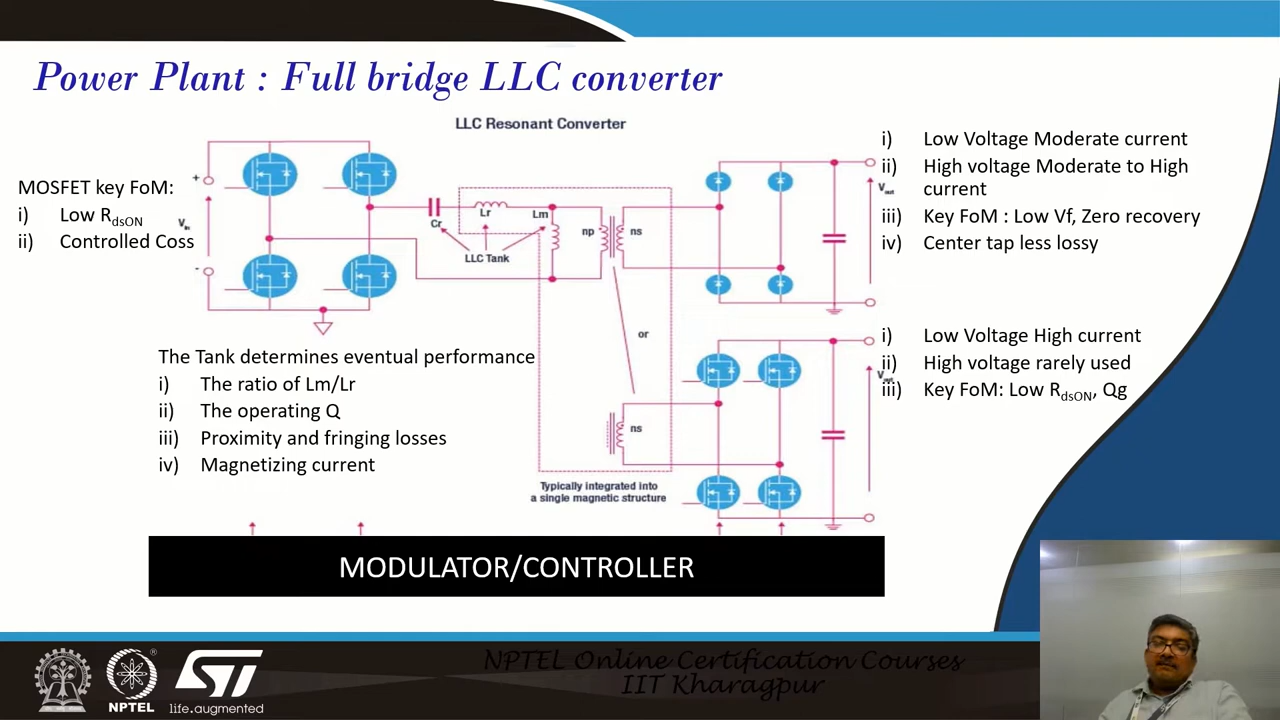 Power Plant : Full bridge LLC converter
LLC Resonant Converter
MOSFET key FoM:
i) Low RdsON
ii) Controlled Coss
+
Vin
-
Cr
Lr
Lm
LLC Tank
np
ns
Vout
i) Low Voltage Moderate current
ii) High voltage Moderate to High
current
iii) Key FoM : Low Vf, Zero recovery
iv) Center tap less lossy
or
The Tank determines eventual performance
i) The ratio of Lm/Lr
ii) The operating Q
iii) Proximity and fringing losses
iv) Magnetizing current
ns
Typically integrated into
a single magnetic structure
Vout
i) Low Voltage High current
ii) High voltage rarely used
iii) Key FoM: Low RdsON, Qg
MODULATOR/CONTROLLER
NPTEL
ST
life.augmented
NPTEL Online Certification Courses
IIT Kharagpur